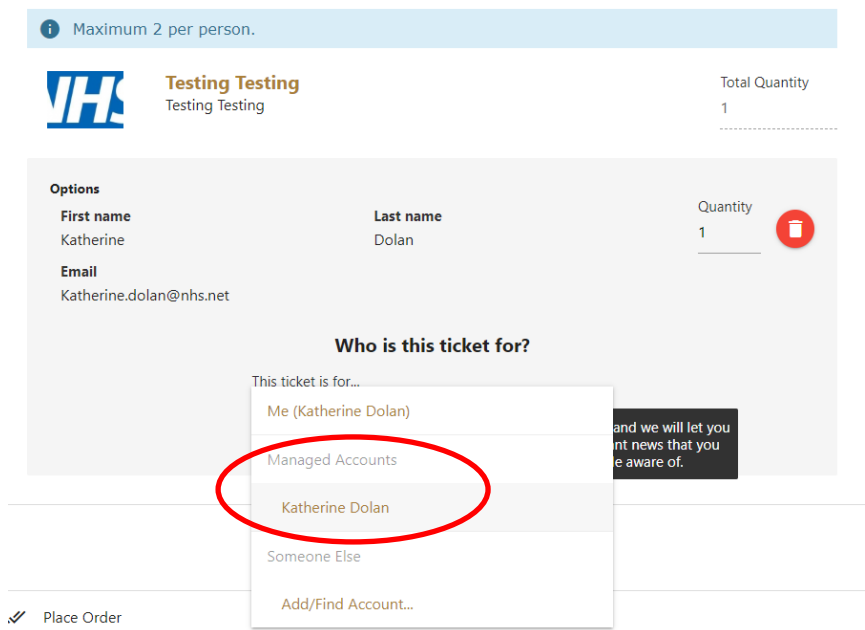 Maximum 2 per person.
NHS
Testing Testing
Testing Testing
Total Quantity
1
Options
First name
Katherine
Last name
Dolan
Quantity
1
Email
Katherine.dolan@nhs.net
Who is this ticket for?
This ticket is for...
Me (Katherine Dolan)
Managed Accounts
Katherine Dolan
Someone Else
Add/Find Account...
and we will let you
nt news that you
e aware of.
Place Order